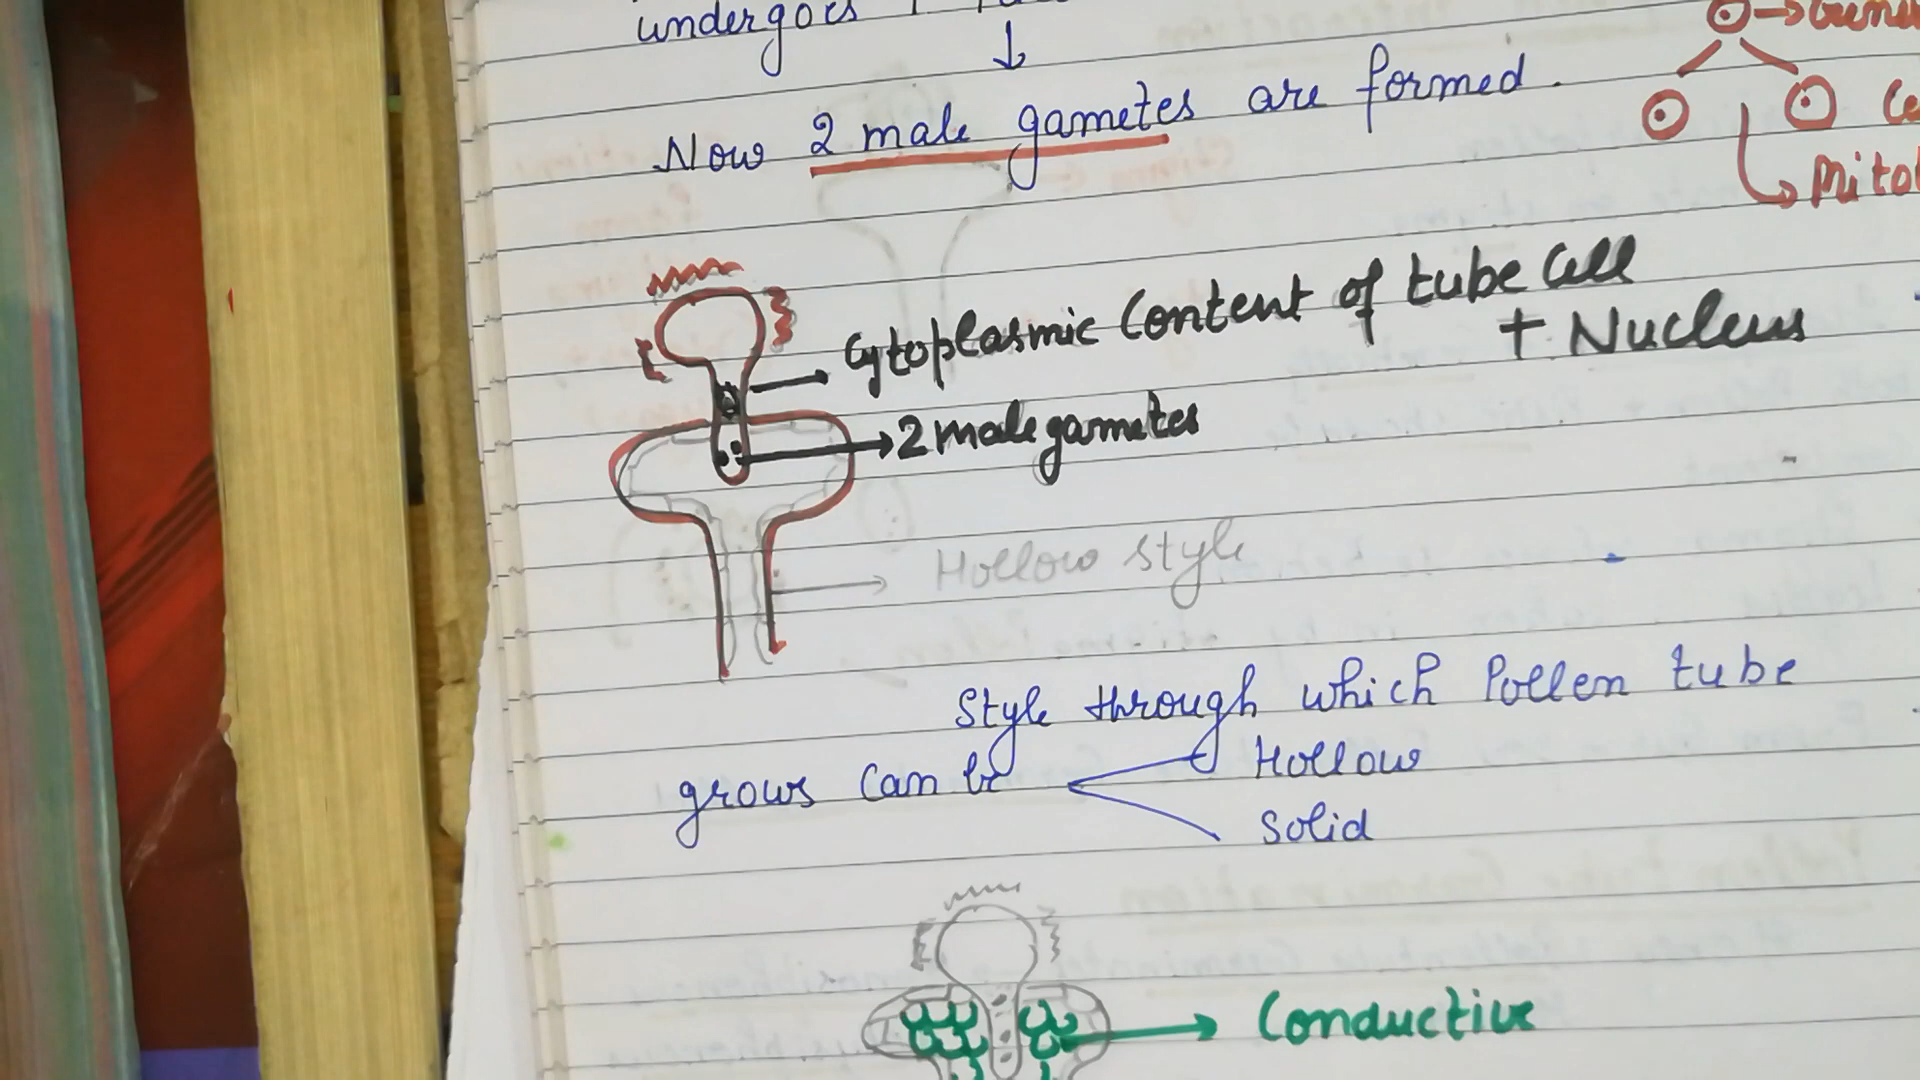 undergoes
Now 2 male gametes are formed.
Cytoplasmic Content of tube Cell
+ Nucleus
2 male gametes
Hollow style
Style through which Pollen tube
grows can be
Hollow
Solid
Conductive